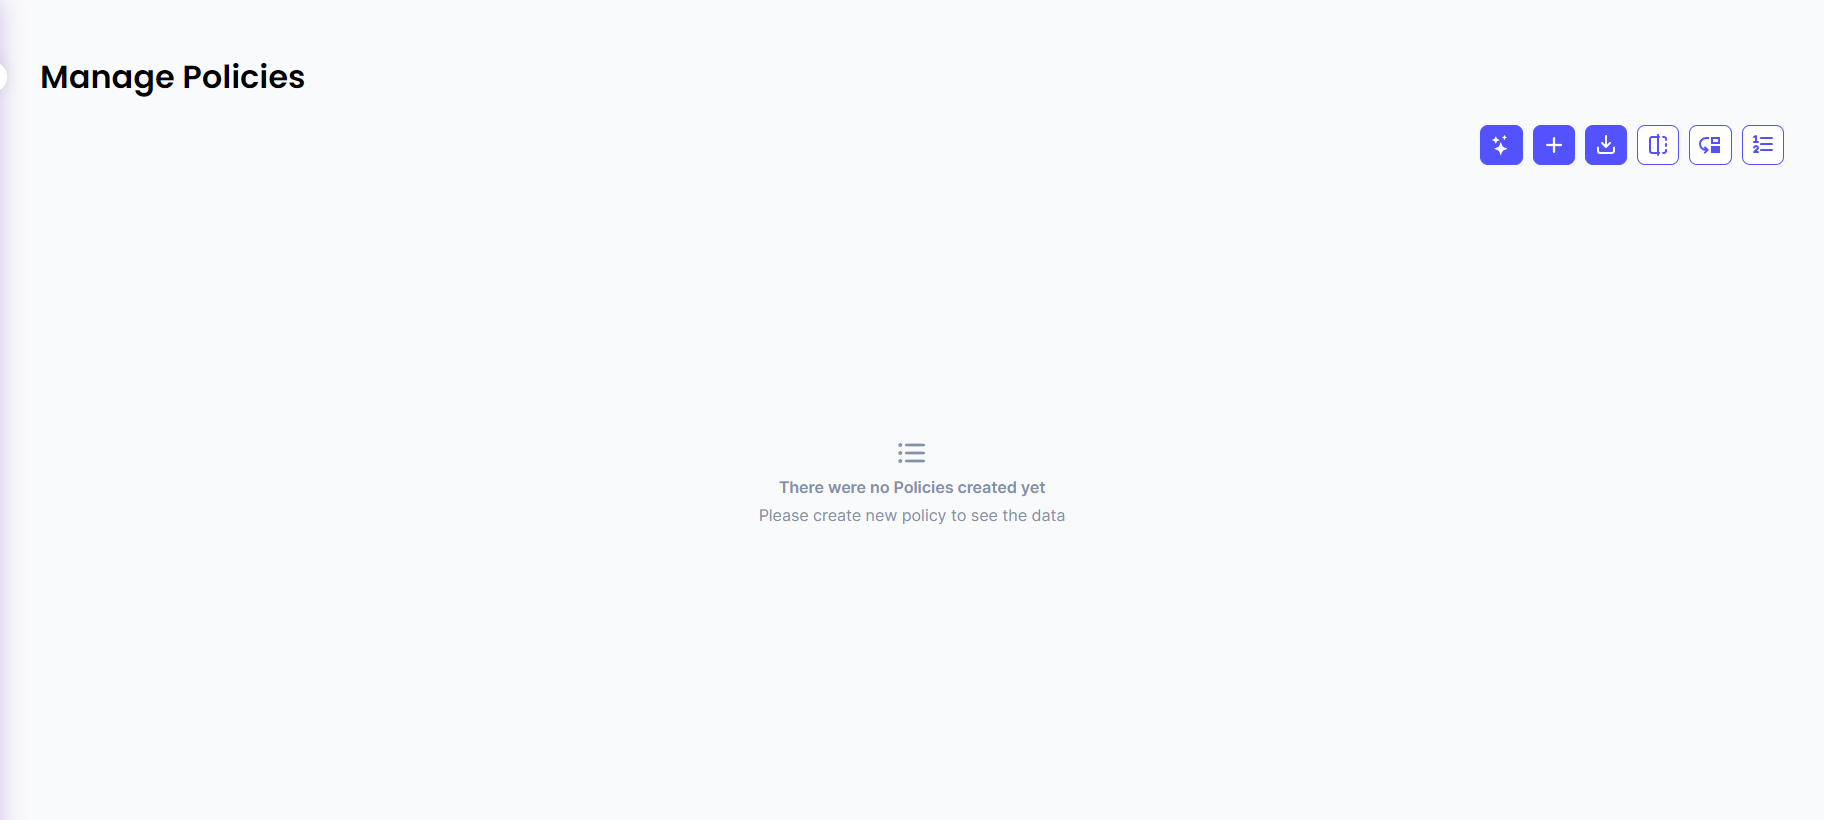 Manage Policies
There were no Policies created yet
Please create new policy to see the data